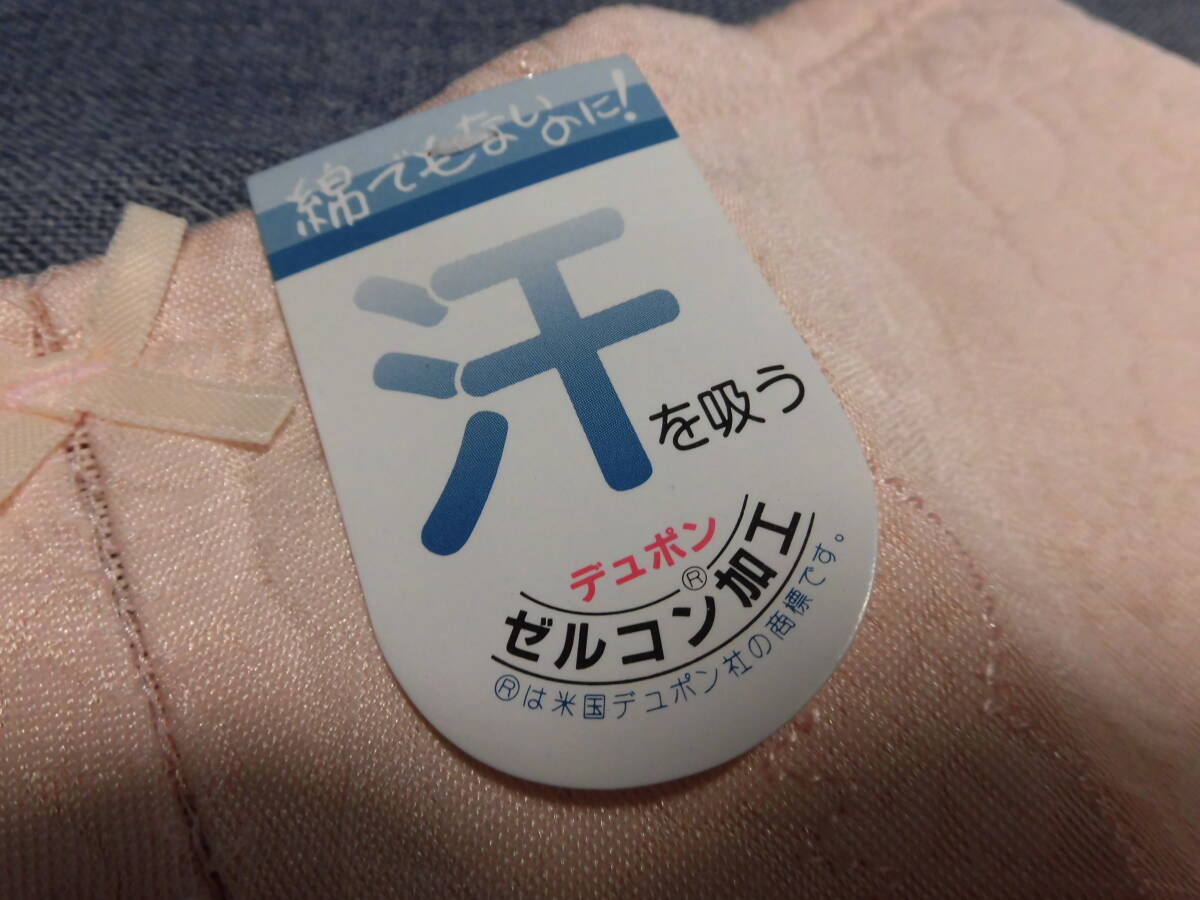 綿でもないのに!
汗を吸う
デュポン
ゼルコン®加工
®は米国デュポン社の商標です。